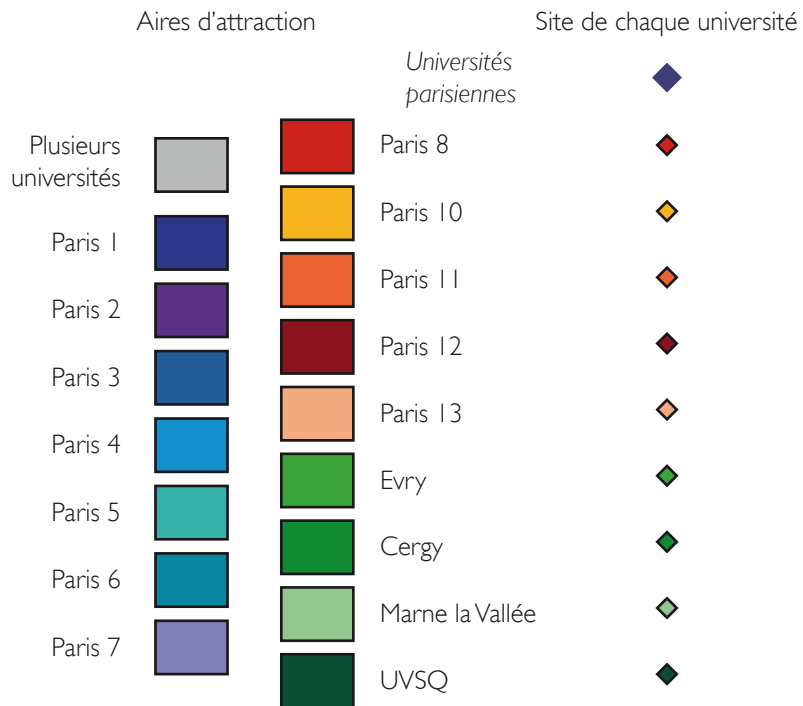 Aires d'attraction
Site de chaque université
Universités
parisiennes
Plusieurs
universités
Paris 1
Paris 2
Paris 3
Paris 4
Paris 5
Paris 6
Paris 7
Paris 8
Paris 10
Paris 11
Paris 12
Paris 13
Evry
Cergy
Marne la Vallée
UVSQ